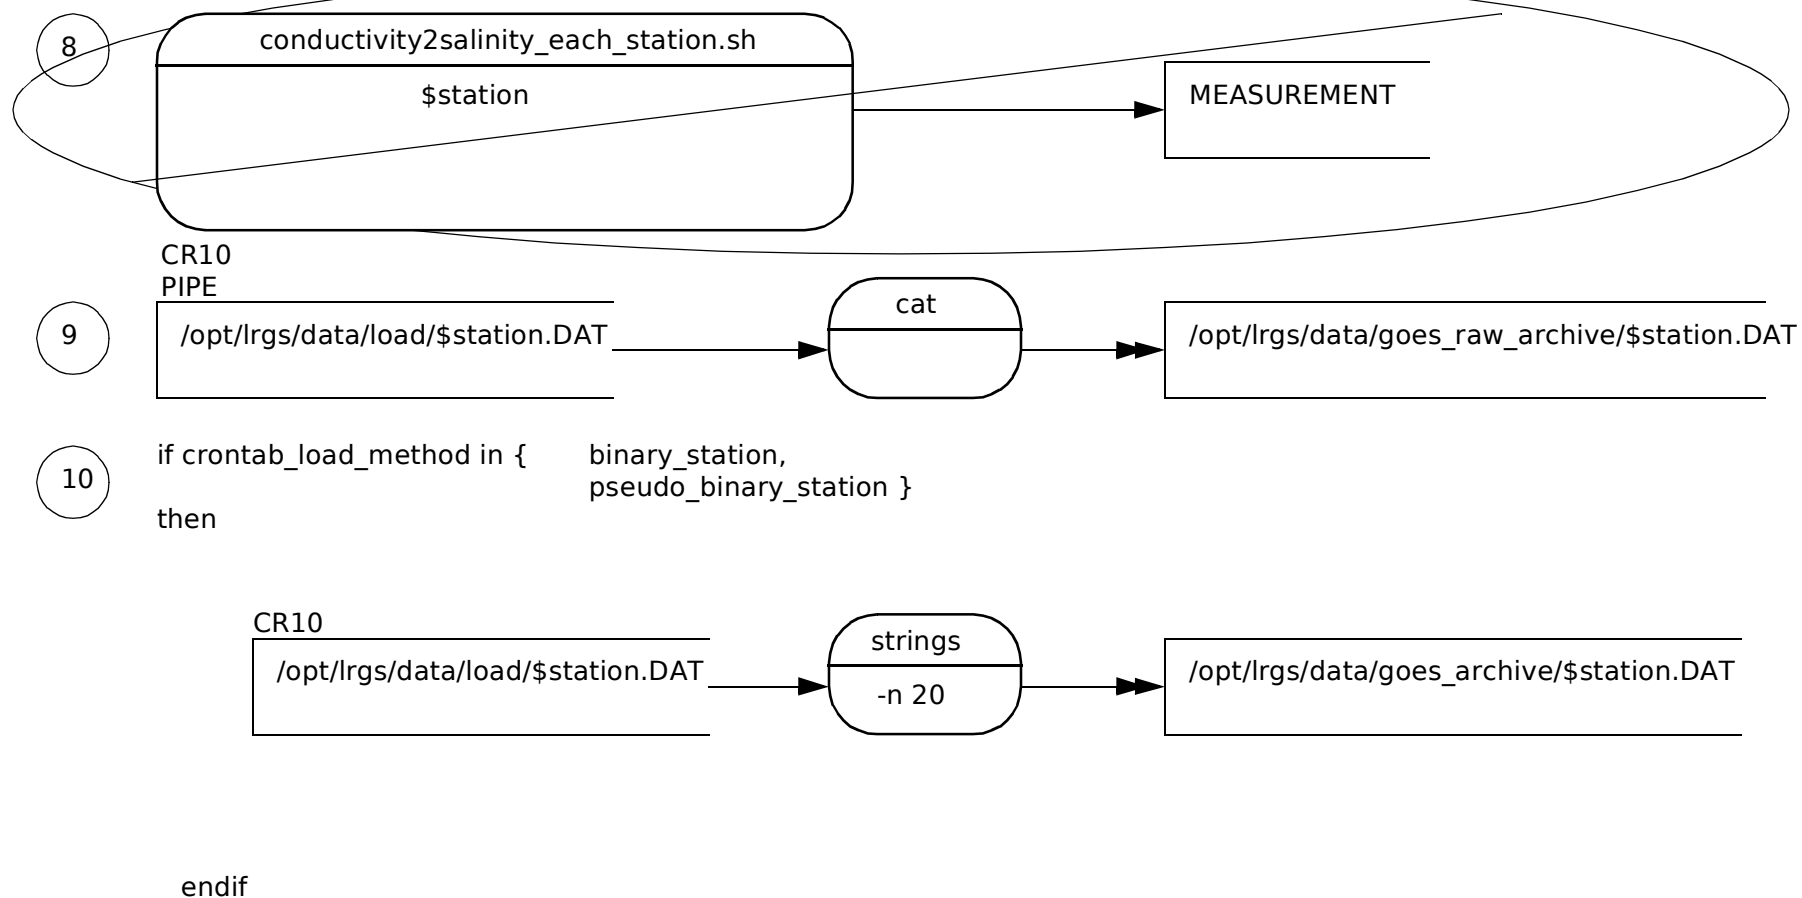 8
conductivity2salinity_each_station.sh
$station
MEASUREMENT
CR10
PIPE
9
/opt/lrgs/data/load/$station.DAT
cat
/opt/lrgs/data/goes_raw_archive/$station.DAT
10
if crontab_load_method in { binary_station,
pseudo_binary_station }
then
CR10
/opt/lrgs/data/load/$station.DAT
strings
-n 20
/opt/lrgs/data/goes_archive/$station.DAT
endif